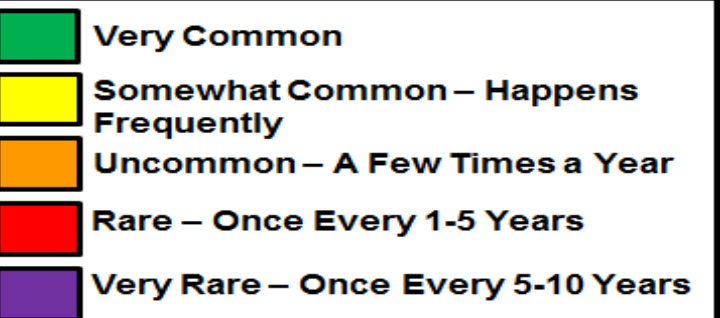 Very Common
Somewhat Common – Happens
Frequently
Uncommon – A Few Times a Year
Rare – Once Every 1-5 Years
Very Rare – Once Every 5-10 Years